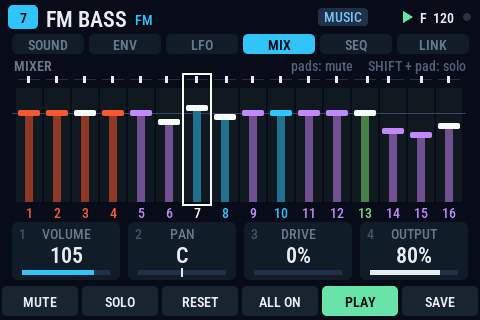 7 FM BASS FM MUSIC F 120
SOUND ENV LFO MIX SEQ LINK
MIXER pads: mute SHIFT + pad: solo
1 2 3 4 5 6 7 8 9 10 11 12 13 14 15 16
1 VOLUME 2 PAN 3 DRIVE 4 OUTPUT
105 C 0% 80%
MUTE SOLO RESET ALL ON PLAY SAVE